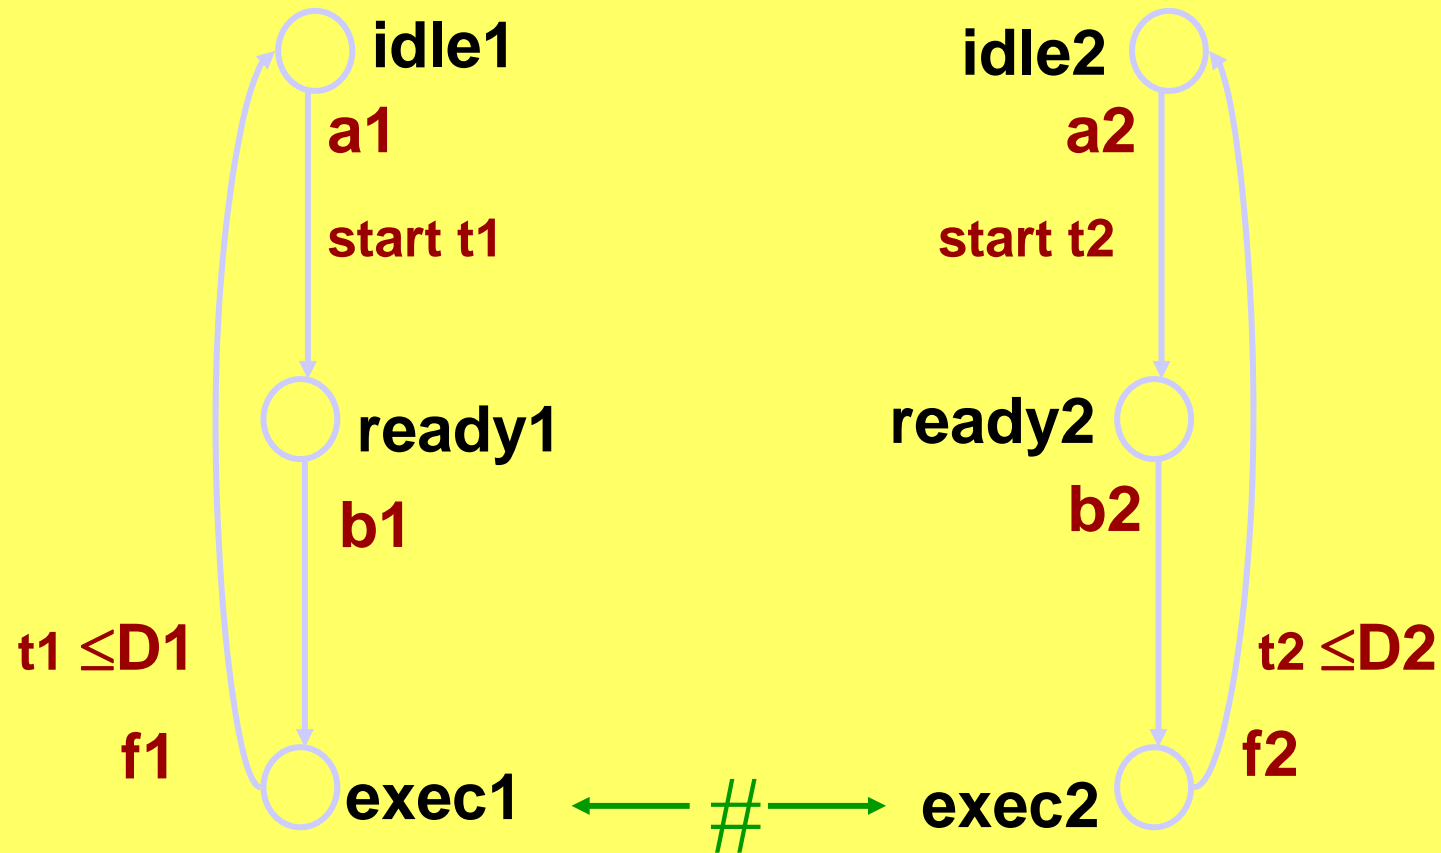 idle1
idle2
a1
a2
start t1
start t2
ready1
ready2
b1
b2
t1 ≤D1
t2 ≤D2
f1
f2
exec1
#
exec2